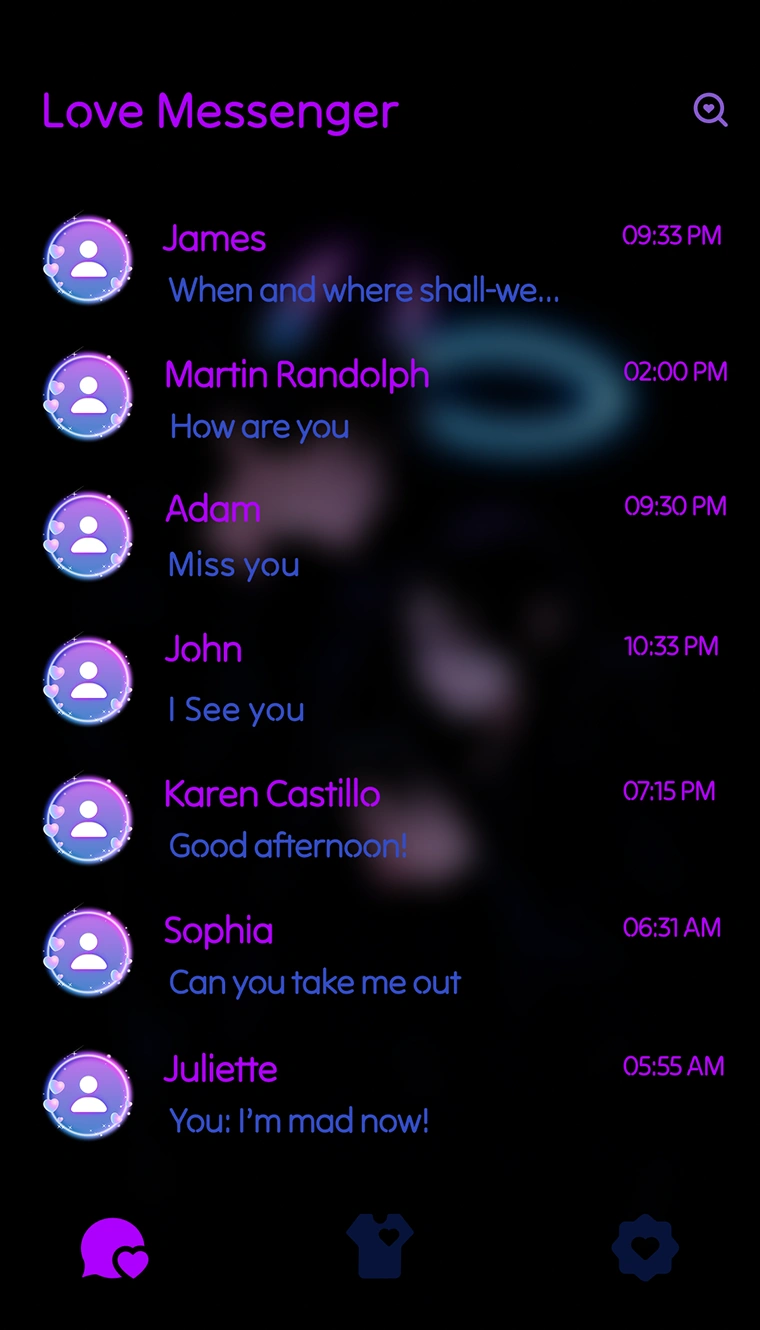 Love Messenger
James 09:33 PM
When and where shall-we...
Martin Randolph 02:00 PM
How are you
Adam 09:30 PM
Miss you
John 10:33 PM
I See you
Karen Castillo 07:15 PM
Good afternoon!
Sophia 06:31 AM
Can you take me out
Juliette 05:55 AM
You: I'm mad now!